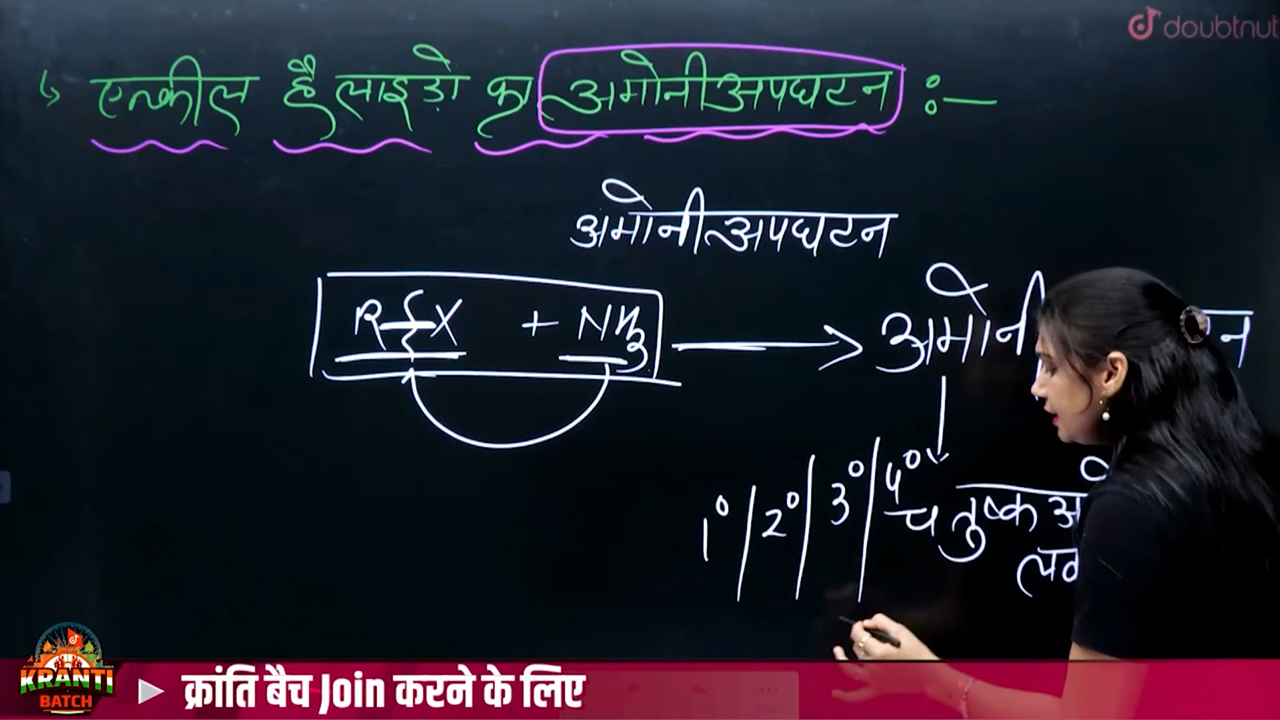 doubtnut
↳ एल्कील हैलाइडो का अमोनीअपघटन :—
अमोनीअपघटन
R-X + NH3 → अमोनी
1° / 2° / 3° / 4° चतुष्क
KRANTI BATCH ▶ क्रांति बैच Join करने के लिए